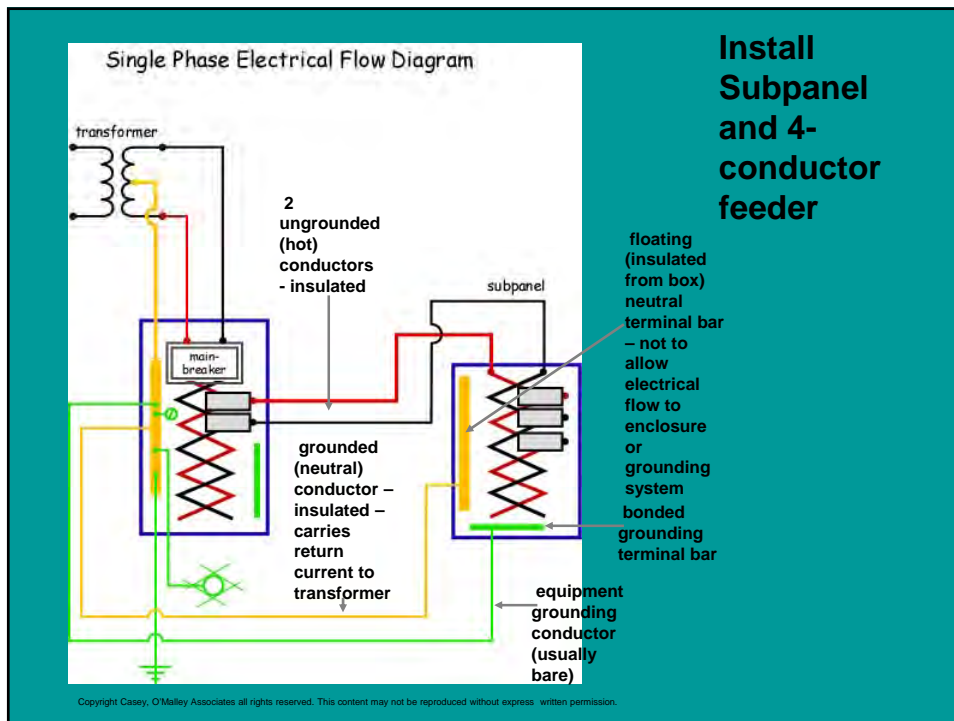 Single Phase Electrical Flow Diagram
Install
Subpanel
and 4-
conductor
feeder
transformer
2
ungrounded
(hot)
conductors
- insulated
subpanel
floating
(insulated
from box)
neutral
terminal bar
– not to
allow
electrical
flow to
enclosure
or
grounding
system
main-
breaker
grounded
(neutral)
conductor –
insulated –
carries
return
current to
transformer
bonded
grounding
terminal bar
equipment
grounding
conductor
(usually
bare)
Copyright Casey, O'Malley Associates all rights reserved. This content may not be reproduced without express written permission.